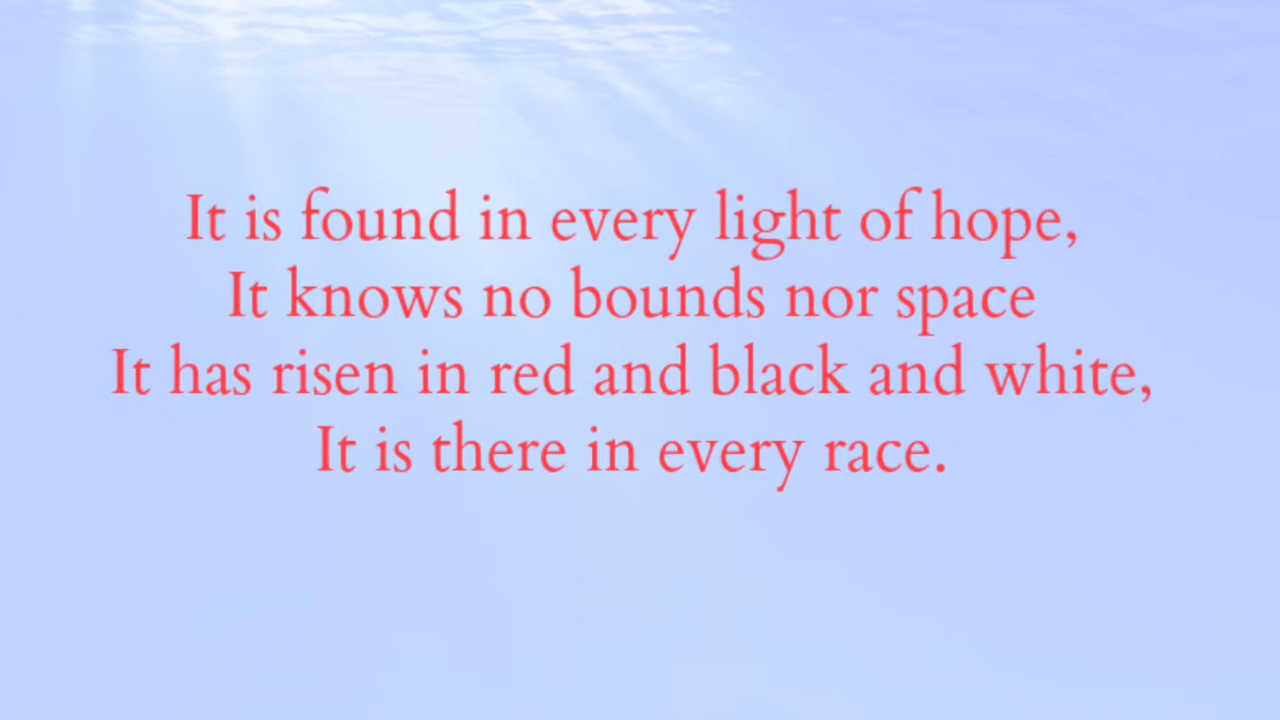 It is found in every light of hope,
It knows no bounds nor space
It has risen in red and black and white,
It is there in every race.